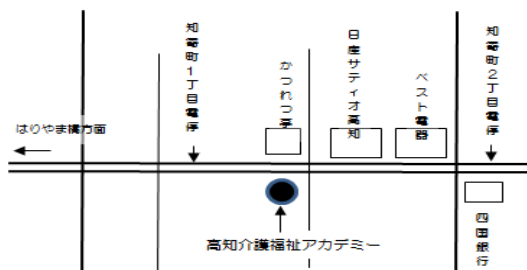 知寄町1丁目電停
かつれつ亭
日産サティオ高知
ベスト電器
知寄町2丁目電停
はりやま橋方面
四国銀行
高知介護福祉アカデミー